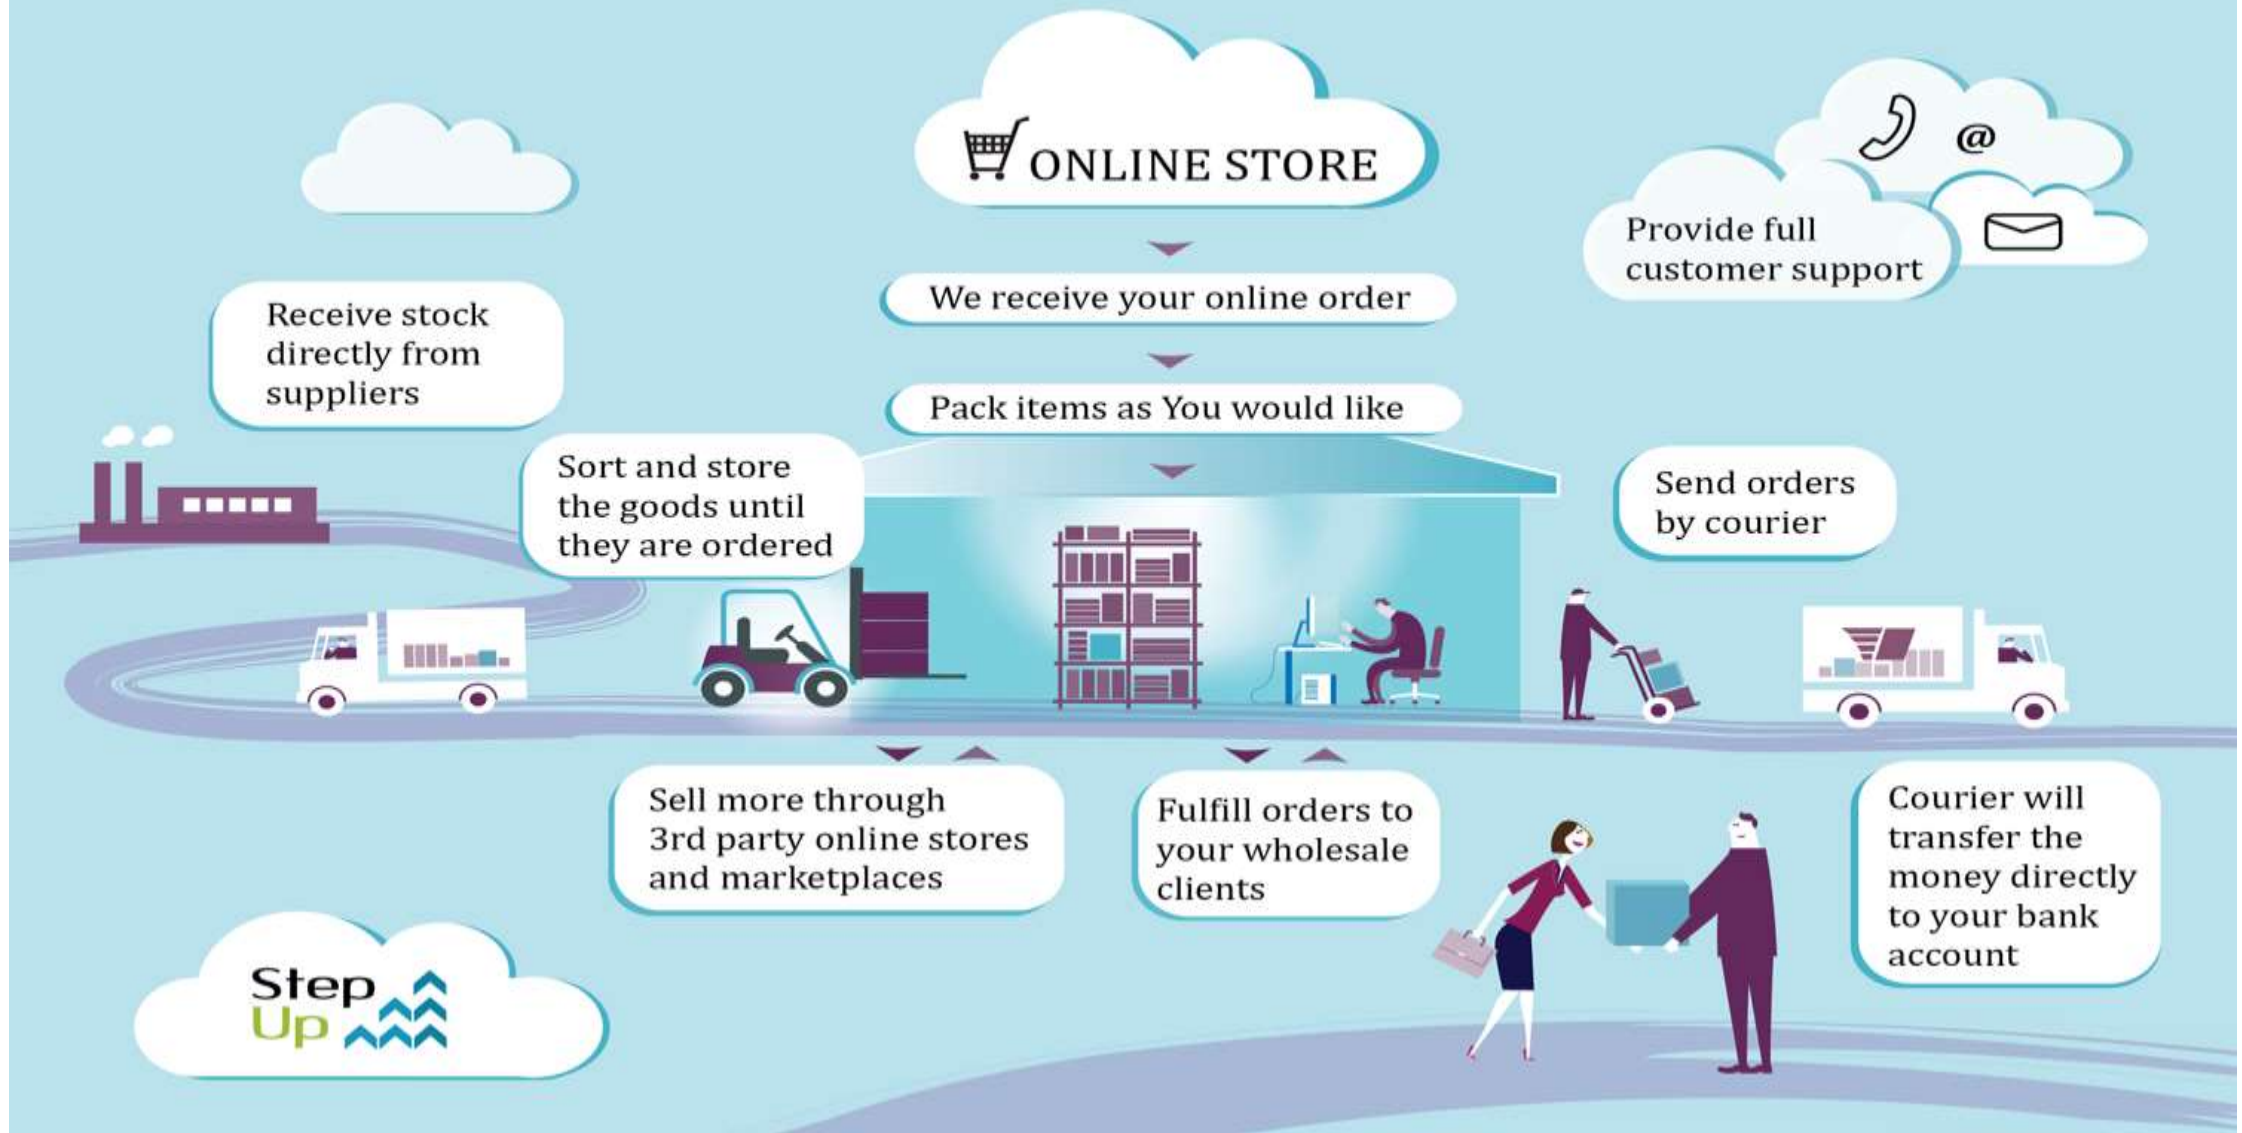 ONLINE STORE
@
Provide full
customer support
We receive your online order
Receive stock
directly from
suppliers
Pack items as You would like
Sort and store
the goods until
they are ordered
Send orders
by courier
Sell more through
3rd party online stores
and marketplaces
Fulfill orders to
your wholesale
clients
Courier will
transfer the
money directly
to your bank
account
Step
Up